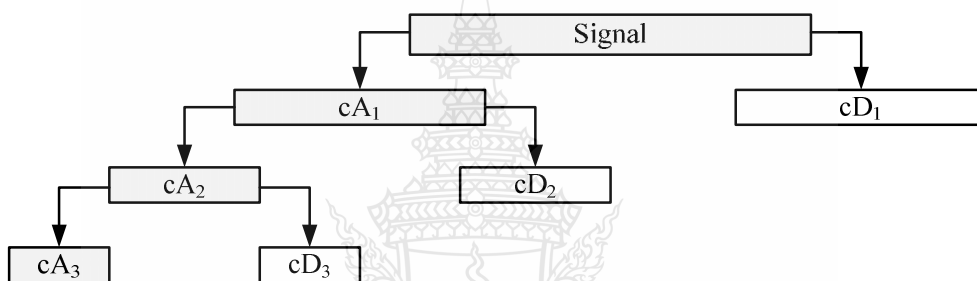 Signal
cA₁
cD₁
cA₂
cD₂
cA₃
cD₃